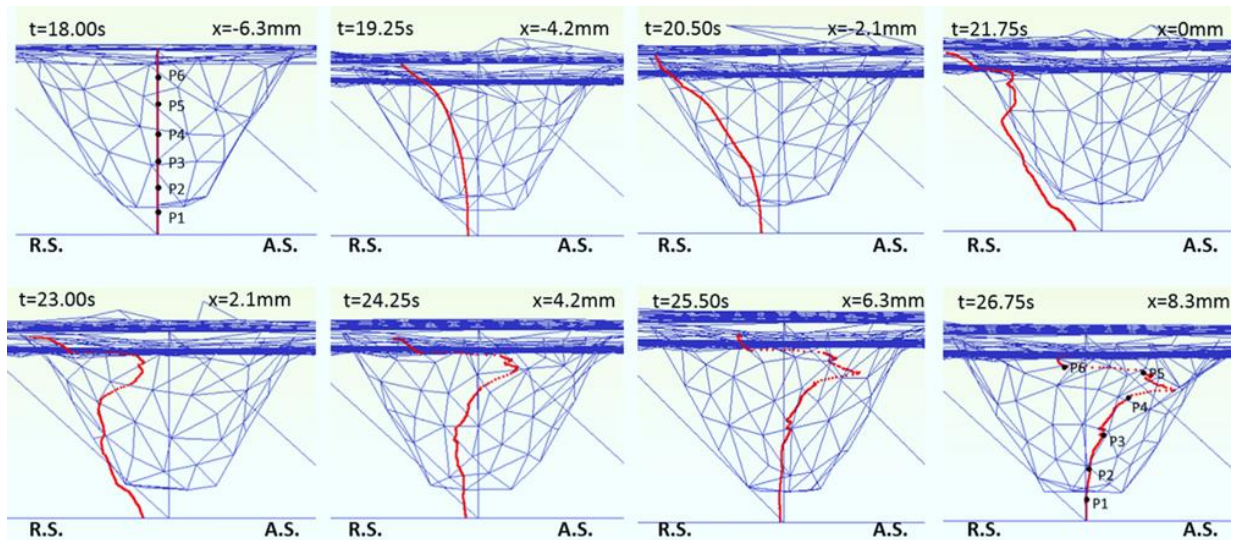 t=18.00s x=-6.3mm
P6
P5
P4
P3
P2
P1
R.S. A.S.
t=19.25s x=-4.2mm
R.S. A.S.
t=20.50s x=-2.1mm
R.S. A.S.
t=21.75s x=0mm
R.S. A.S.
t=23.00s x=2.1mm
R.S. A.S.
t=24.25s x=4.2mm
R.S. A.S.
t=25.50s x=6.3mm
R.S. A.S.
t=26.75s x=8.3mm
P6 P5
P4
P3
P2
P1
R.S. A.S.